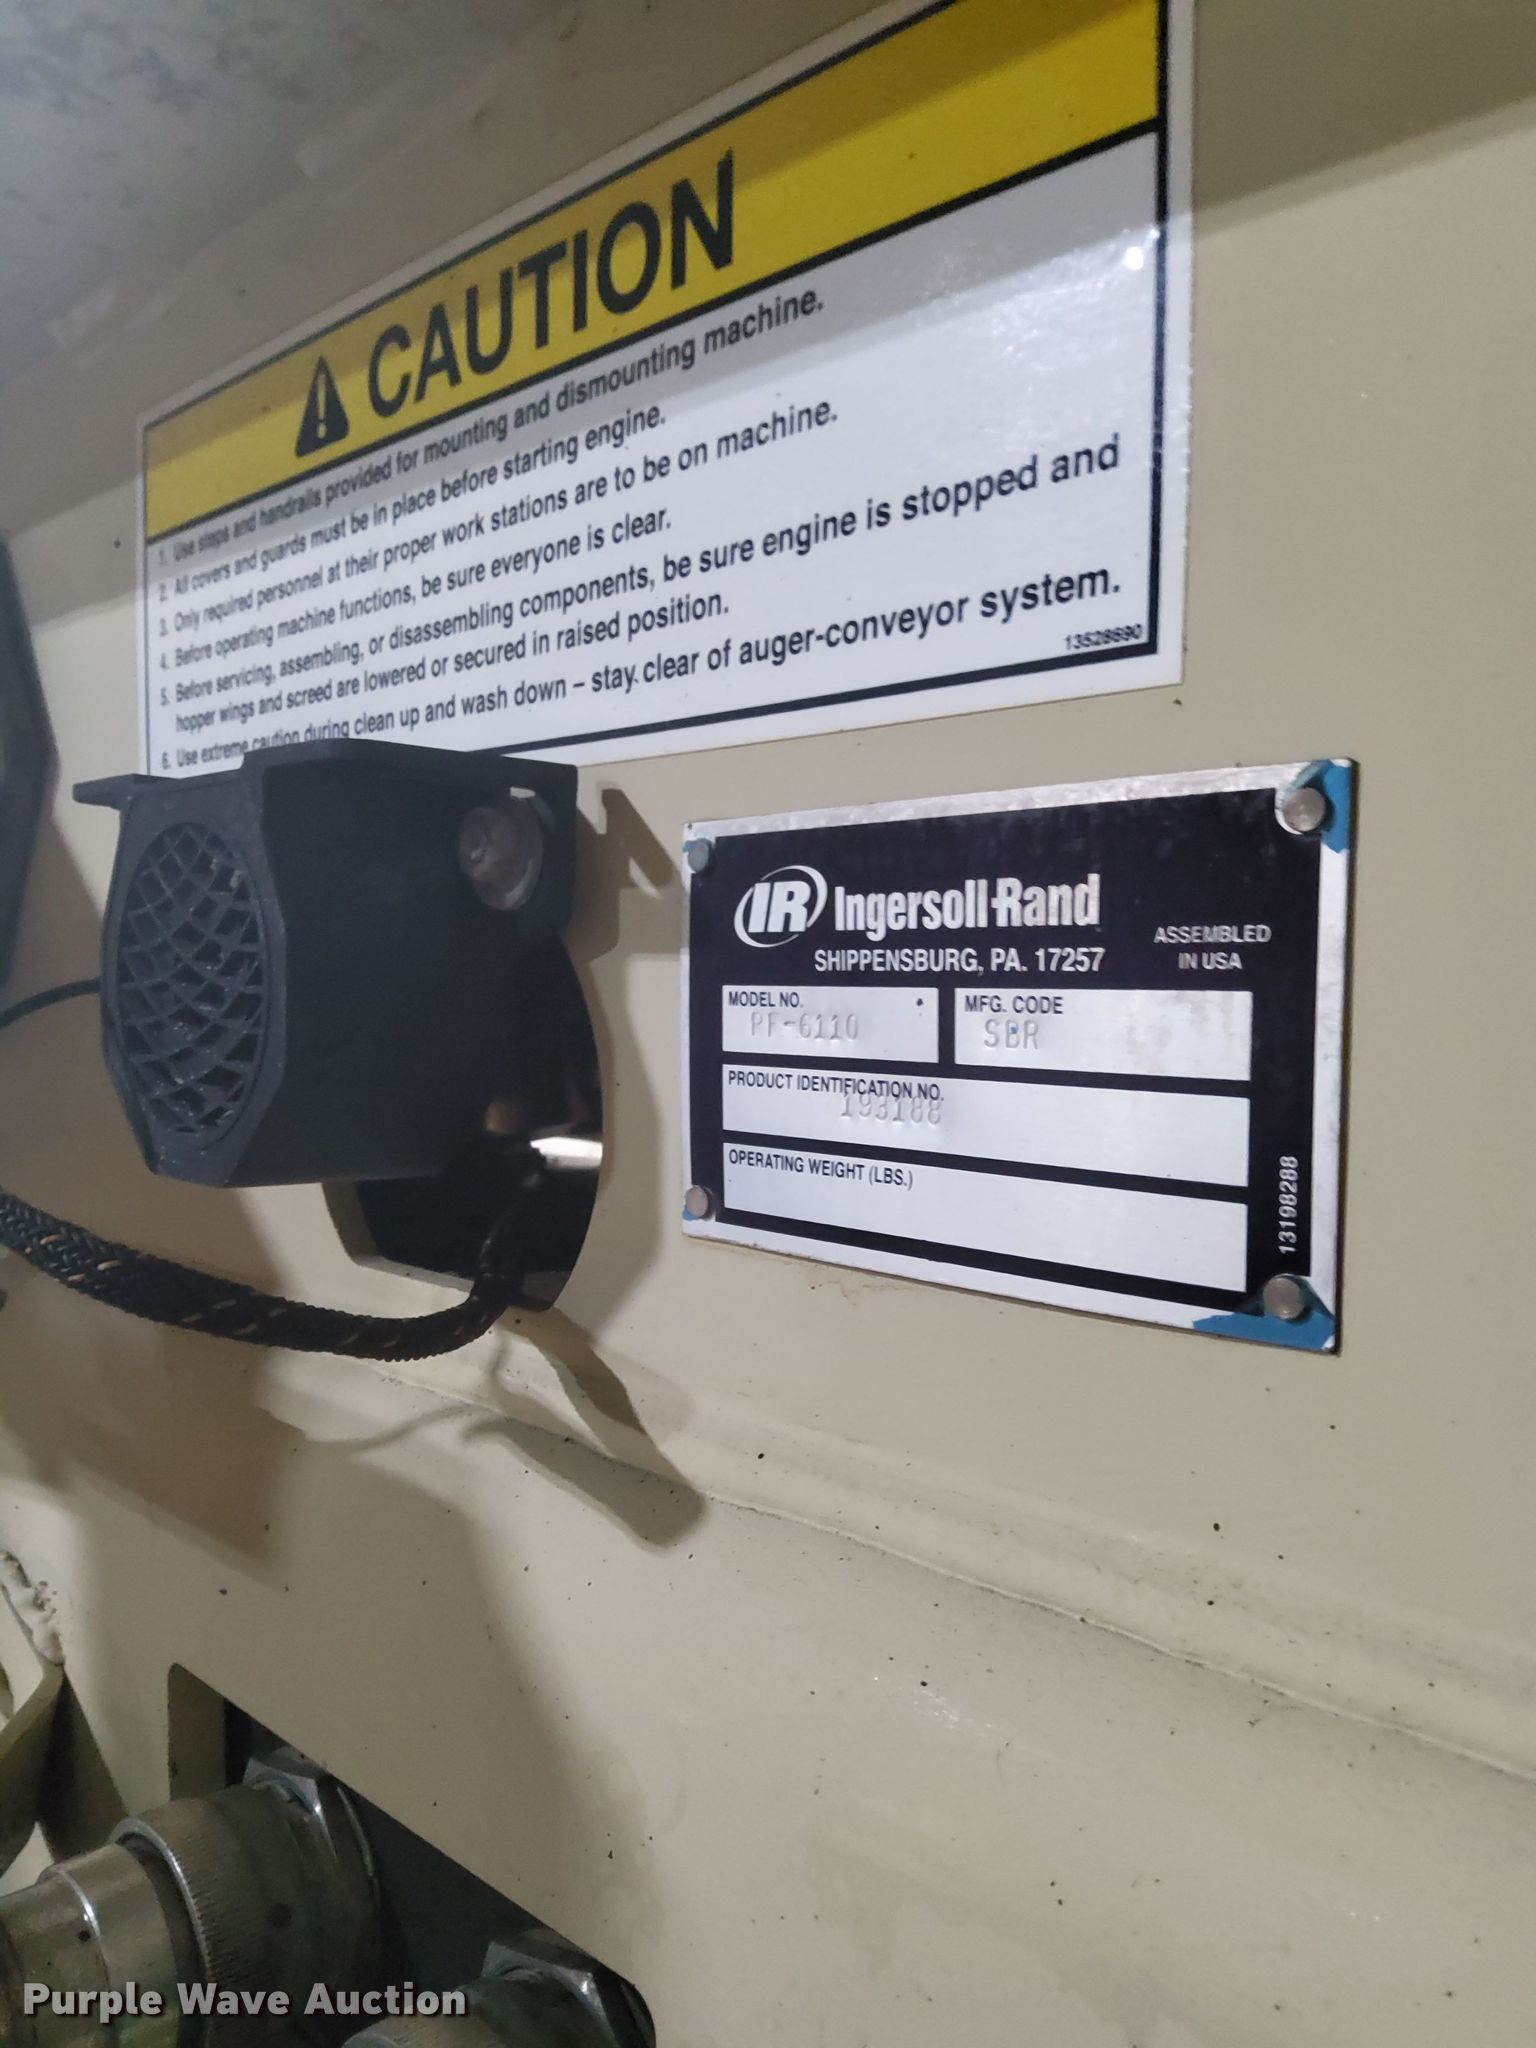 CAUTION
1. Use steps and handrails provided for mounting and dismounting machine.
2. All covers and guards must be in place before starting engine.
3. Only required personnel at their proper work stations are to be on machine.
4. Before operating machine functions, be sure everyone is clear.
5. Before servicing, assembling, or disassembling components, be sure engine is stopped and
hopper wings and screed are lowered or secured in raised position.
6. Use extreme caution during clean up and wash down – stay clear of auger-conveyor system.
13528690
IR Ingersoll-Rand
SHIPPENSBURG, PA. 17257
ASSEMBLED
IN USA
MODEL NO.
PF-6110
MFG. CODE
SBR
PRODUCT IDENTIFICATION NO.
193188
OPERATING WEIGHT (LBS.)
13198288
Purple Wave Auction